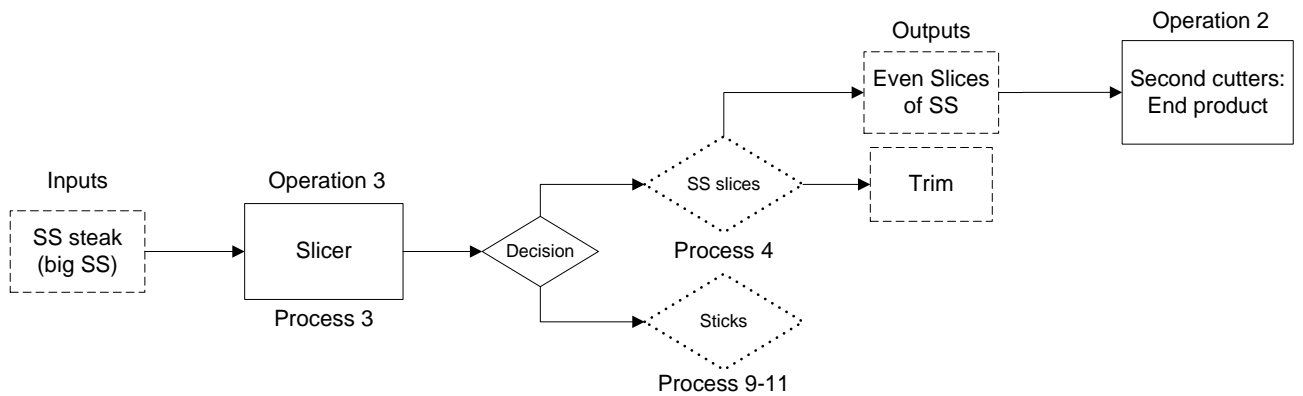 Inputs
SS steak
(big SS)
Operation 3
Slicer
Process 3
Decision
SS slices
Process 4
Sticks
Process 9-11
Outputs
Even Slices
of SS
Trim
Operation 2
Second cutters:
End product